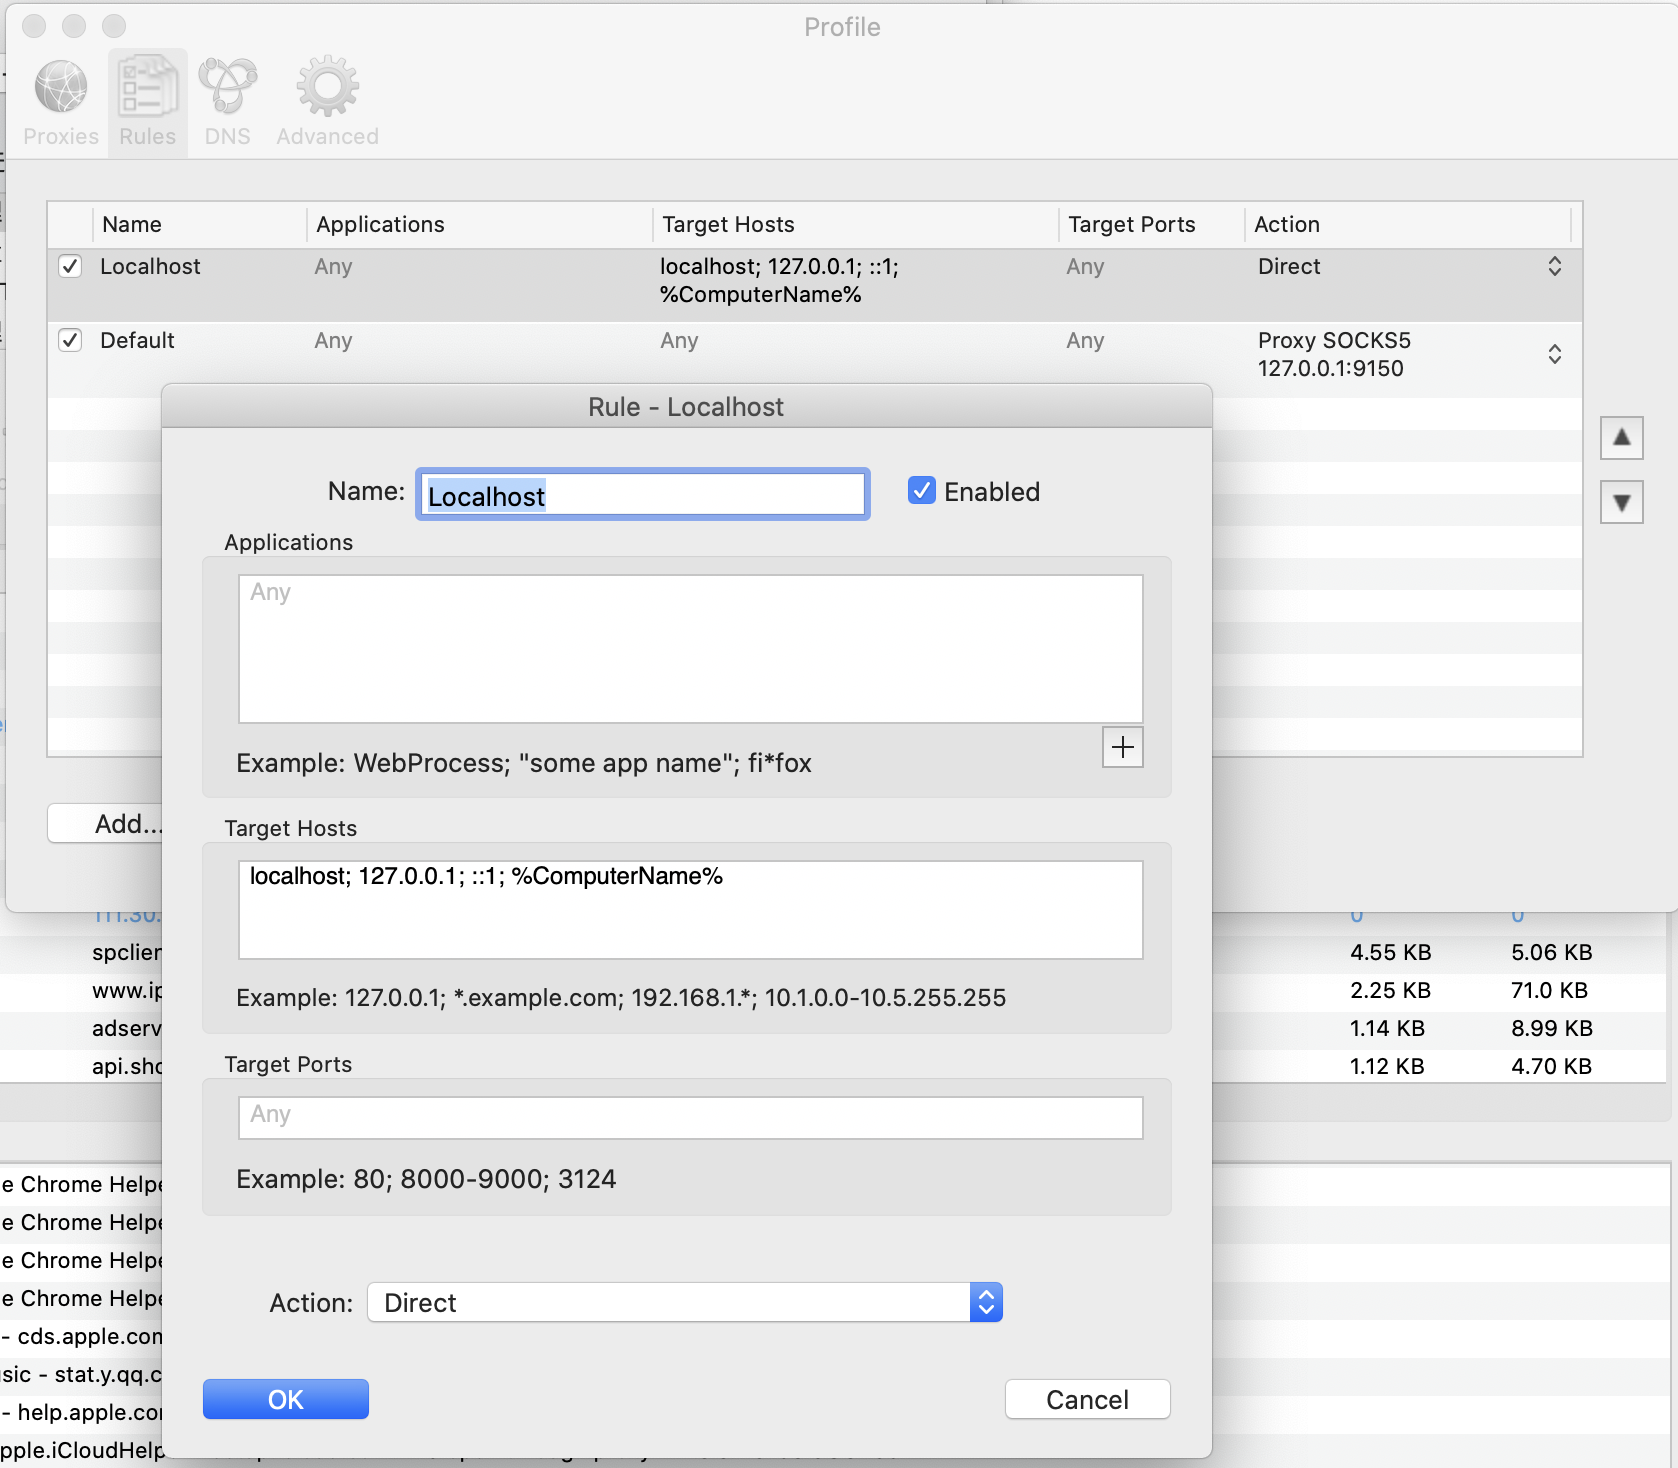 Profile
Proxies Rules DNS Advanced
Name Applications Target Hosts Target Ports Action
Localhost Any localhost; 127.0.0.1; ::1; Any Direct
%ComputerName%
Default Any Any Any Proxy SOCKS5
127.0.0.1:9150
Rule - Localhost
Name: Localhost Enabled
Applications
Any
Example: WebProcess; "some app name"; fi*fox
Add...
Target Hosts
localhost; 127.0.0.1; ::1; %ComputerName%
Example: 127.0.0.1; *.example.com; 192.168.1.*; 10.1.0.0-10.5.255.255
Target Ports
Any
Example: 80; 8000-9000; 3124
Action: Direct
OK Cancel
111.30. 0 0
spclien 4.55 KB 5.06 KB
www.ip 2.25 KB 71.0 KB
adserv 1.14 KB 8.99 KB
api.sho 1.12 KB 4.70 KB
e Chrome Helpe
e Chrome Helpe
e Chrome Helpe
e Chrome Helpe
- cds.apple.com
sic - stat.y.qq.c
- help.apple.co
pple.iCloudHelp